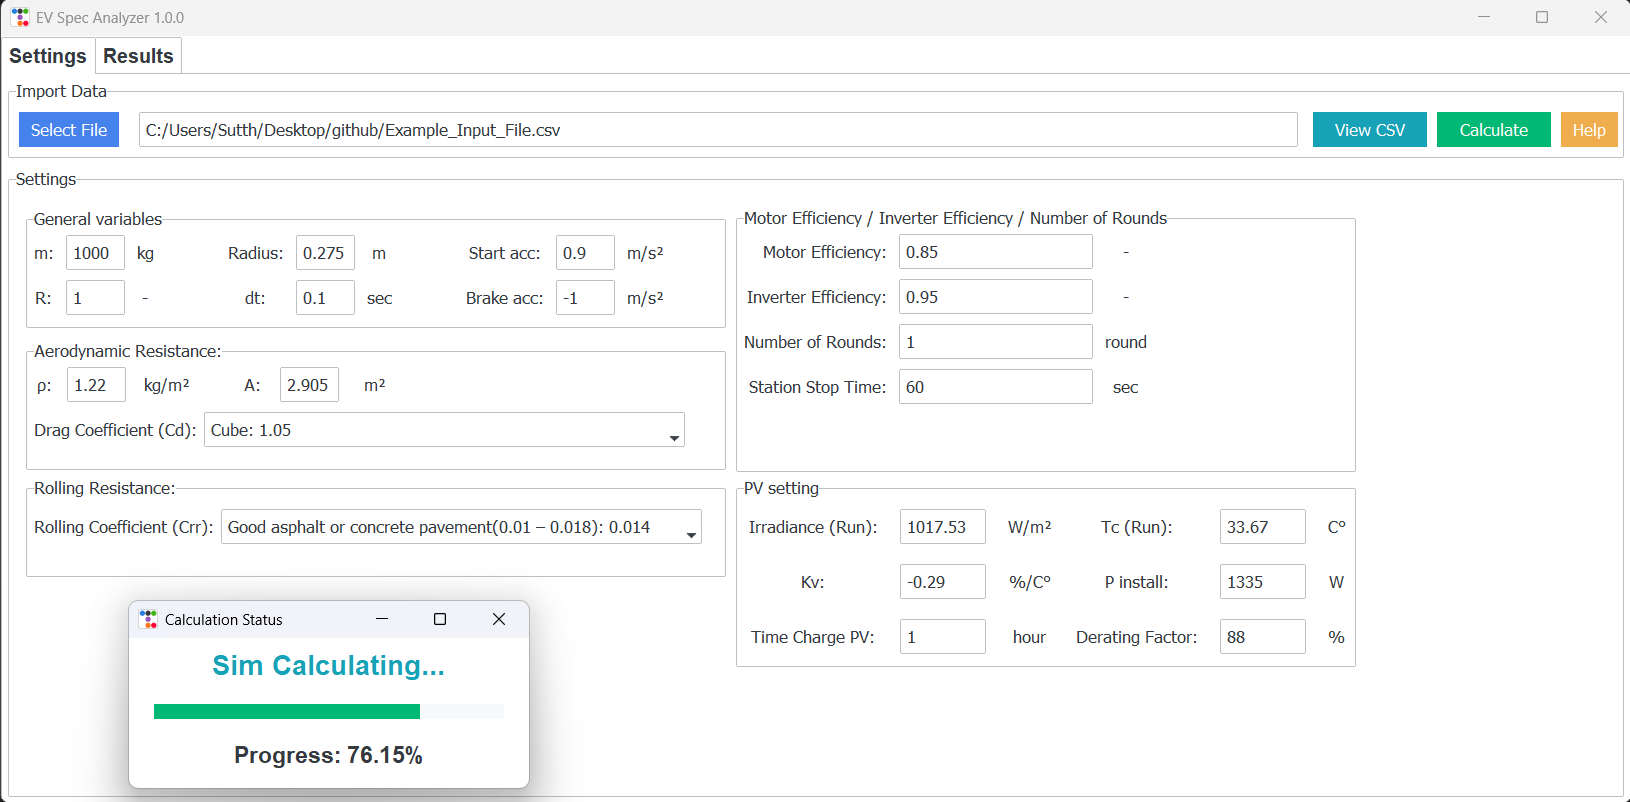 EV Spec Analyzer 1.0.0
Settings Results
Import Data
Select File C:/Users/Sutth/Desktop/github/Example_Input_File.csv View CSV Calculate Help
Settings
General variables
m: 1000 kg Radius: 0.275 m Start acc: 0.9 m/s²
R: 1 - dt: 0.1 sec Brake acc: -1 m/s²
Aerodynamic Resistance:
ρ: 1.22 kg/m² A: 2.905 m²
Drag Coefficient (Cd): Cube: 1.05
Rolling Resistance:
Rolling Coefficient (Crr): Good asphalt or concrete pavement(0.01 – 0.018): 0.014
Motor Efficiency / Inverter Efficiency / Number of Rounds
Motor Efficiency: 0.85 -
Inverter Efficiency: 0.95 -
Number of Rounds: 1 round
Station Stop Time: 60 sec
PV setting
Irradiance (Run): 1017.53 W/m² Tc (Run): 33.67 C°
Kv: -0.29 %/C° P install: 1335 W
Time Charge PV: 1 hour Derating Factor: 88 %
Calculation Status
Sim Calculating...
Progress: 76.15%